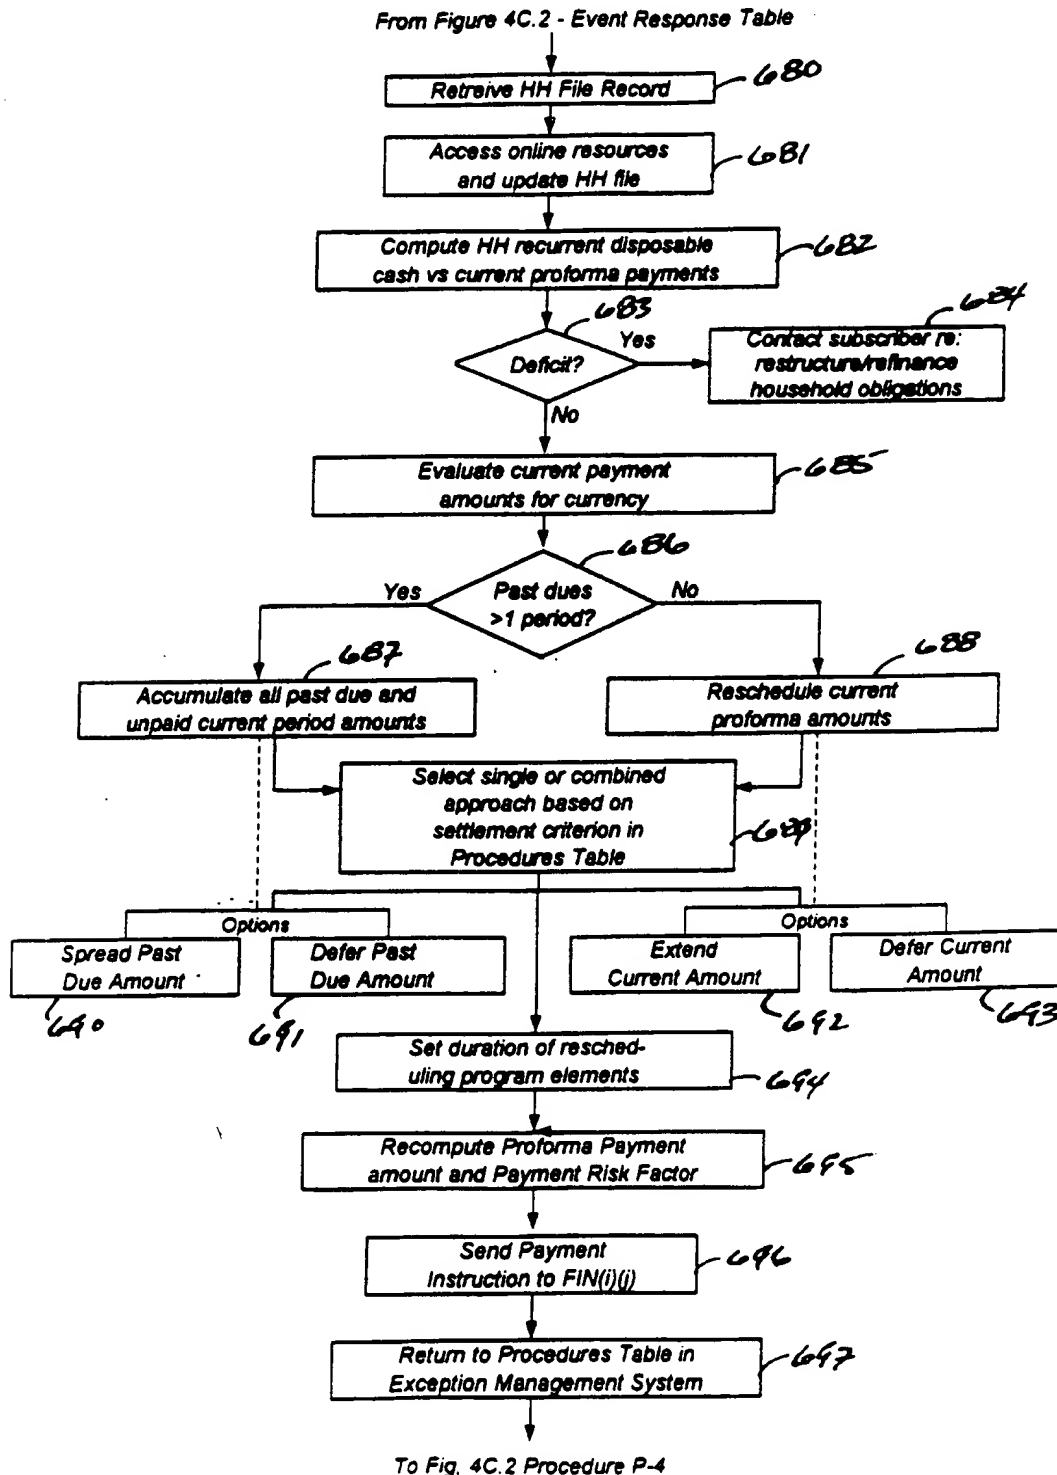 From Figure 4C.2 - Event Response Table
680
Retreive HH File Record
681
Access online resources
and update HH file
682
Compute HH recurrent disposable
cash vs current proforma payments
683
684
Deficit?
Yes
Contact subscriber re:
restructure/refinance
household obligations
No
685
Evaluate current payment
amounts for currency
686
Yes
Past dues
>1 period?
No
687
688
Accumulate all past due and
unpaid current period amounts
Reschedule current
proforma amounts
Select single or combined
approach based on
settlement criterion in
Procedures Table
689
Options
Options
Spread Past
Due Amount
Defer Past
Due Amount
Extend
Current Amount
Defer Current
Amount
690
691
692
693
Set duration of resched-
uling program elements
694
Recompute Proforma Payment
amount and Payment Risk Factor
695
Send Payment
Instruction to FIN(i)(j)
696
Return to Procedures Table in
Exception Management System
697
To Fig. 4C.2 Procedure P-4